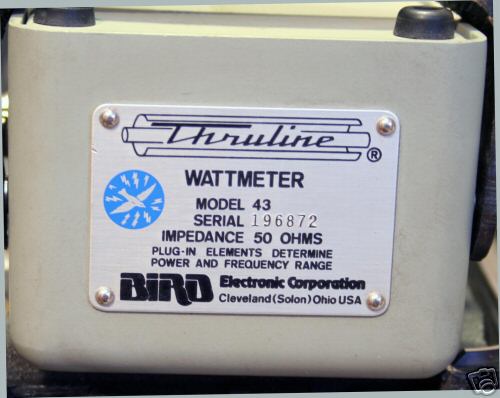 Thruline ®
WATTMETER
MODEL 43
SERIAL 196872
IMPEDANCE 50 OHMS
PLUG-IN ELEMENTS DETERMINE
POWER AND FREQUENCY RANGE
BIRD Electronic Corporation
Cleveland (Solon) Ohio USA